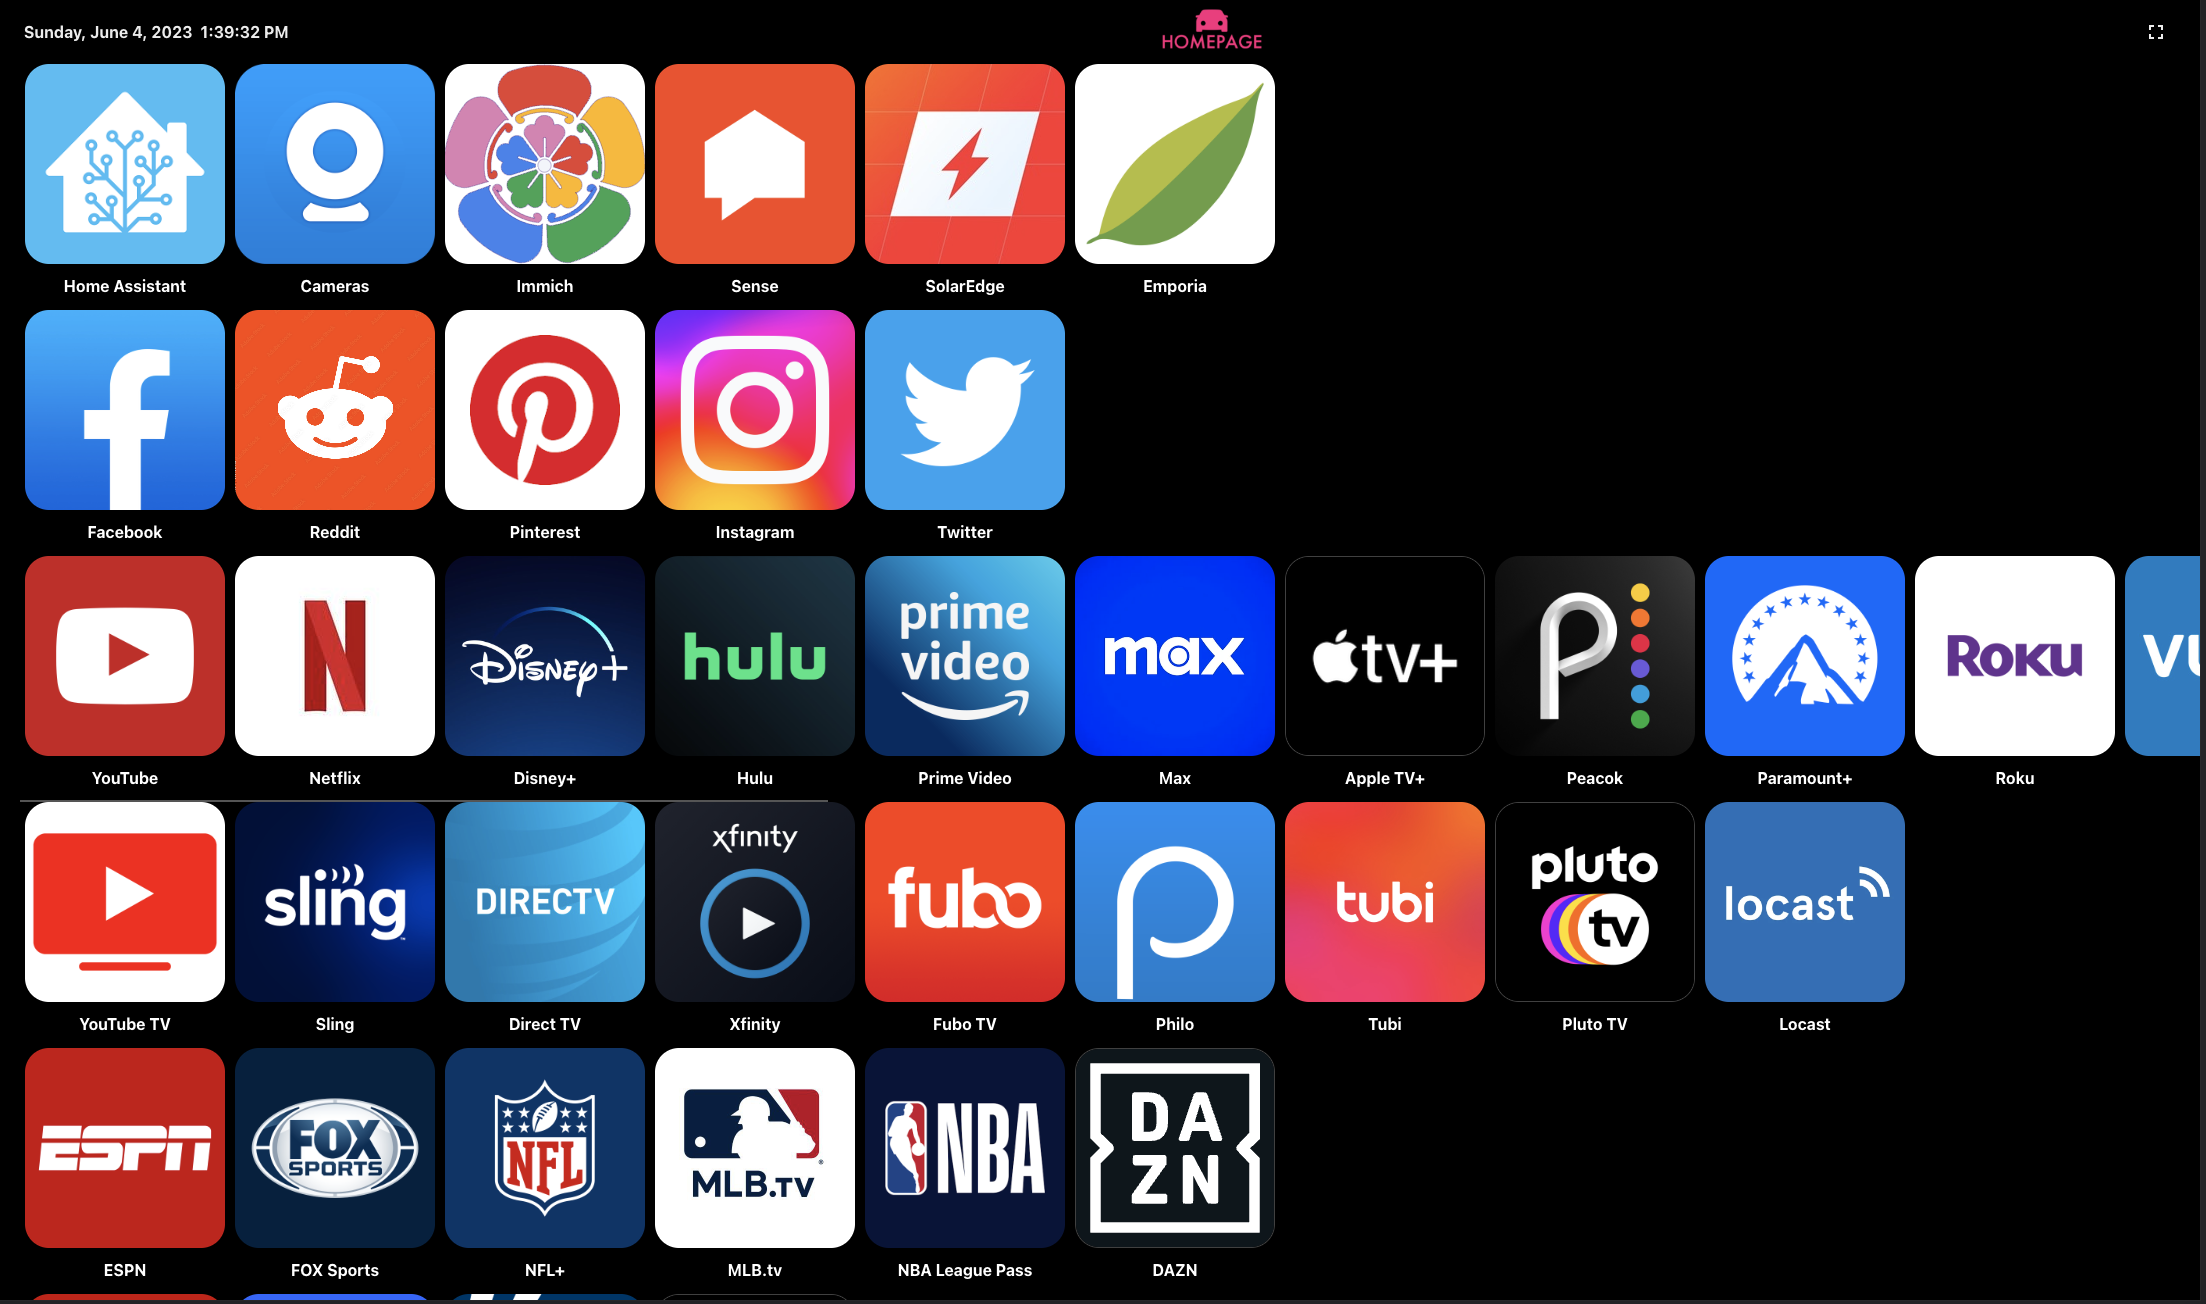 Sunday, June 4, 2023 1:39:32 PM
HOMEPAGE
Home Assistant
Cameras
Immich
Sense
SolarEdge
Emporia
Facebook
Reddit
Pinterest
Instagram
Twitter
N
Disney+
hulu
prime
video
max
tv+
P
Roku
YouTube
Netflix
Disney+
Hulu
Prime Video
Max
Apple TV+
Peacok
Paramount+
Roku
sling
DIRECTV
xfinity
fubo
tubi
pluto
tv
locast
YouTube TV
Sling
Direct TV
Xfinity
Fubo TV
Philo
Tubi
Pluto TV
Locast
ESPN
FOX
SPORTS
NFL
MLB.TV
NBA
DA
ZN
ESPN
FOX Sports
NFL+
MLB.tv
NBA League Pass
DAZN